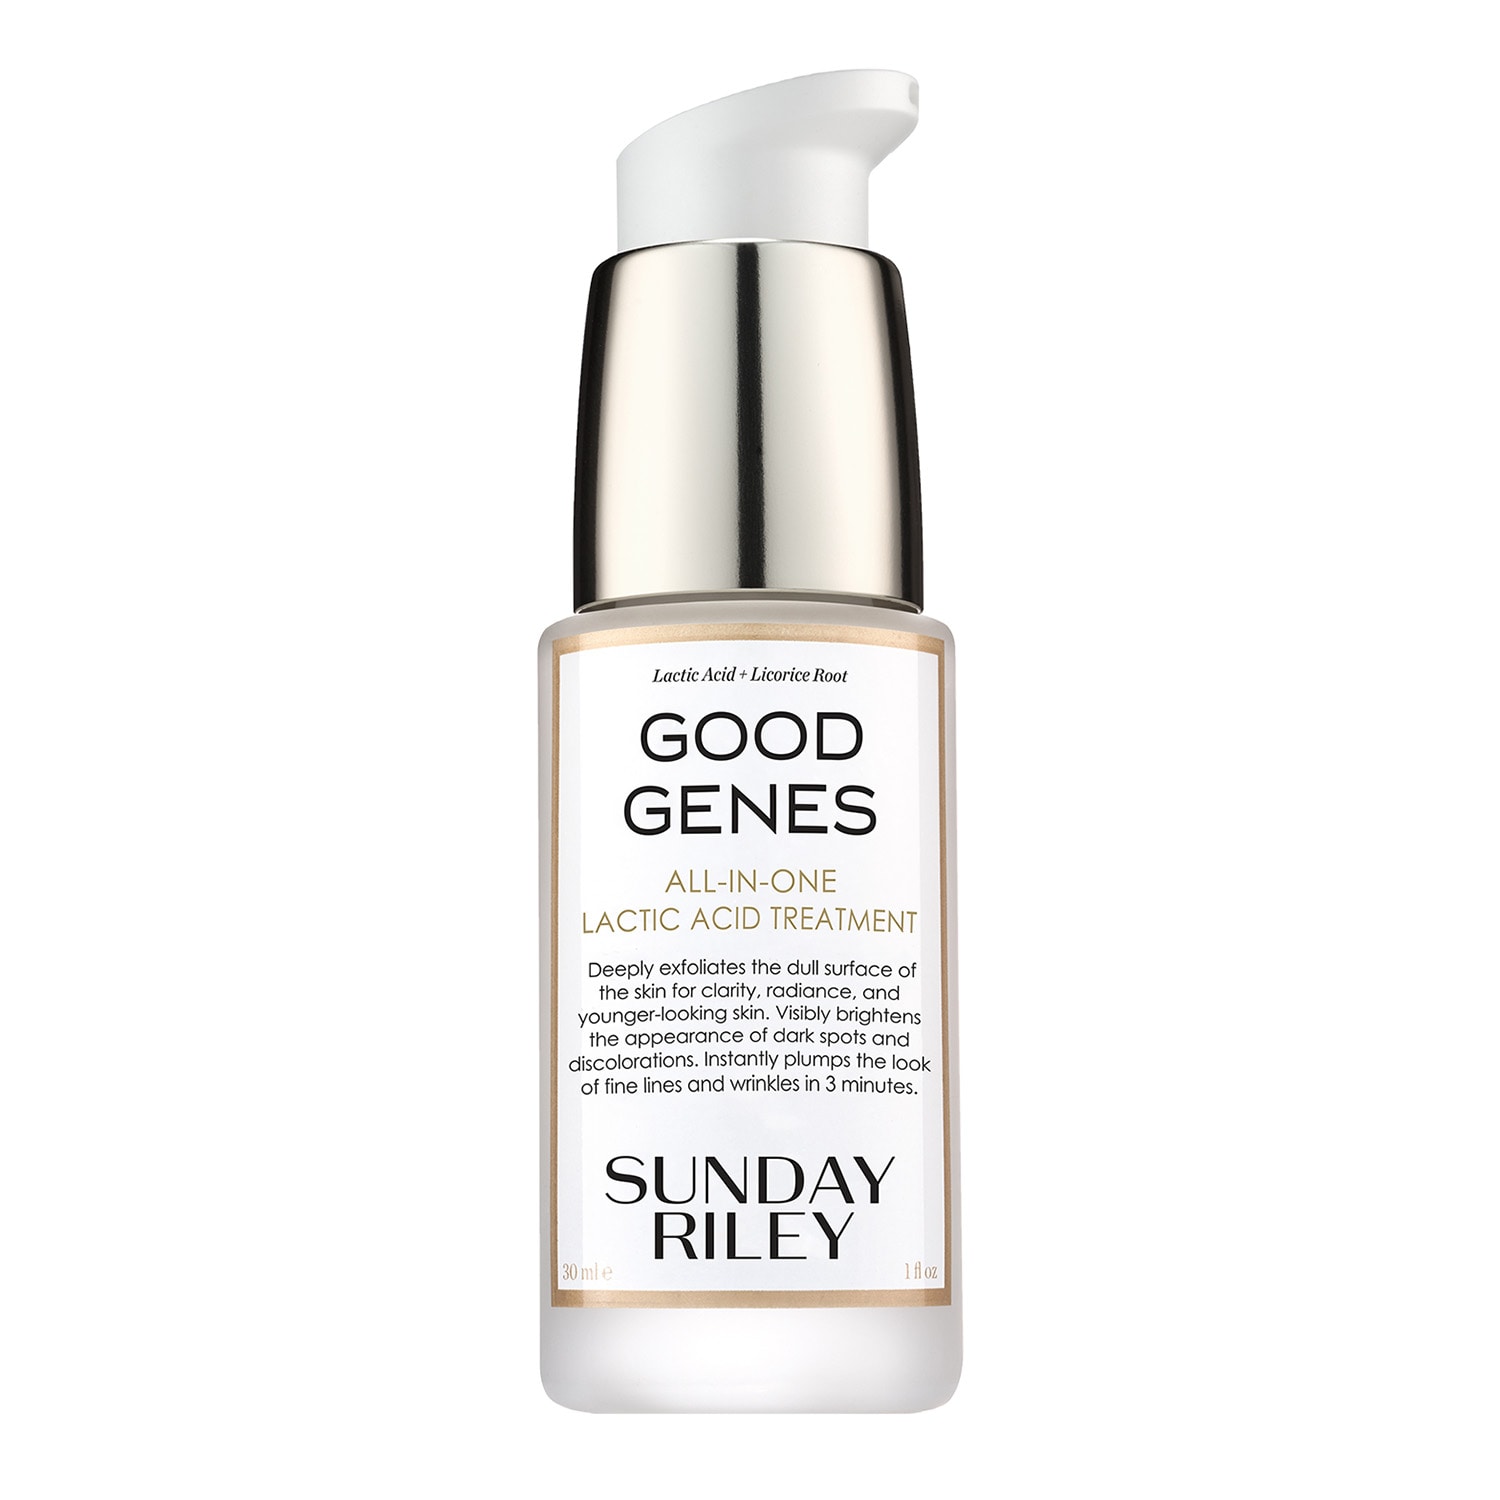 Lactic Acid + Licorice Root
GOOD
GENES
ALL-IN-ONE
LACTIC ACID TREATMENT
Deeply exfoliates the dull surface of
the skin for clarity, radiance, and
younger-looking skin. Visibly brightens
the appearance of dark spots and
discolorations. Instantly plumps the look
of fine lines and wrinkles in 3 minutes.
SUNDAY
RILEY
30 ml ℮ 1 fl oz